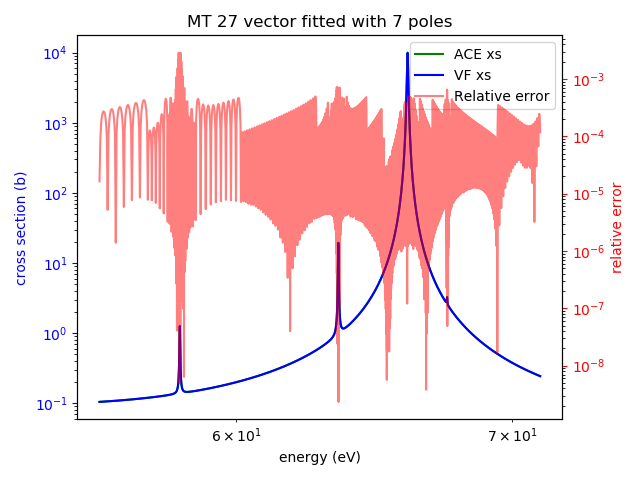 MT 27 vector fitted with 7 poles
ACE xs
VF xs
Relative error
10⁴
10³
10²
10¹
10⁰
10⁻¹
cross section (b)
10⁻³
10⁻⁴
10⁻⁵
10⁻⁶
10⁻⁷
10⁻⁸
relative error
6 × 10¹
7 × 10¹
energy (eV)